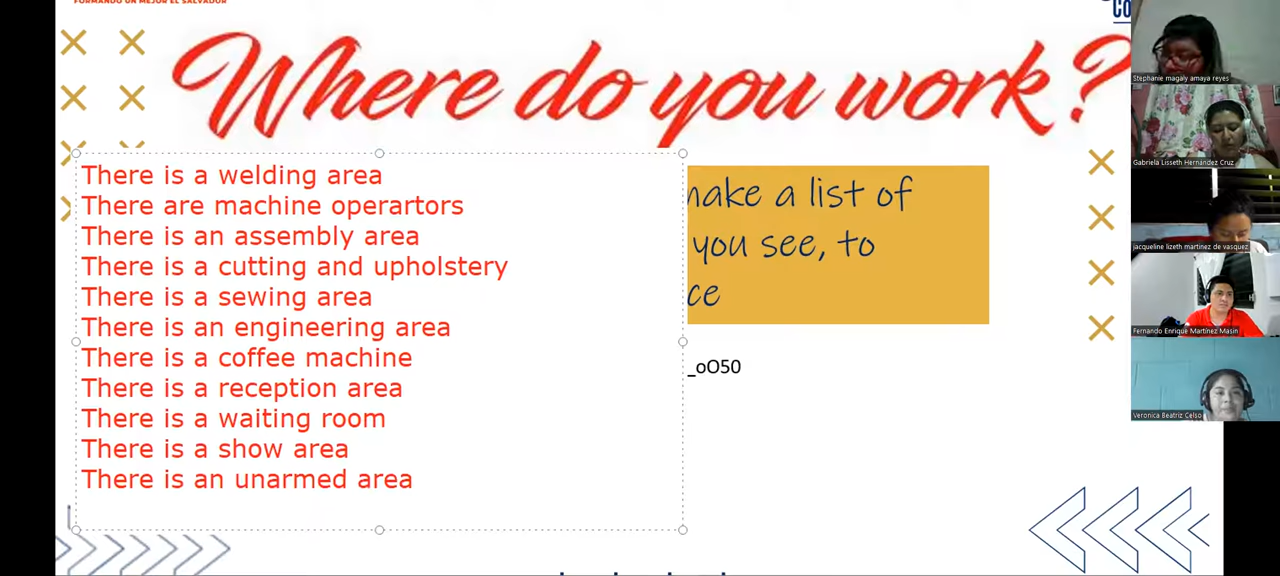 FORMANDO UN MEJOR EL SALVADOR
CO
Where do you work?
There is a welding area
There are machine operartors
There is an assembly area
There is a cutting and upholstery
There is a sewing area
There is an engineering area
There is a coffee machine
There is a reception area
There is a waiting room
There is a show area
There is an unarmed area
make a list of
you see, to
ce
_oO50
Stephanie magaly amaya reyes
Gabriela Lisseth Hernandez Cruz
jacqueline lizeth martinez de vasquez
Fernando Enrique Martínez Masin
Veronica Beatriz Celso